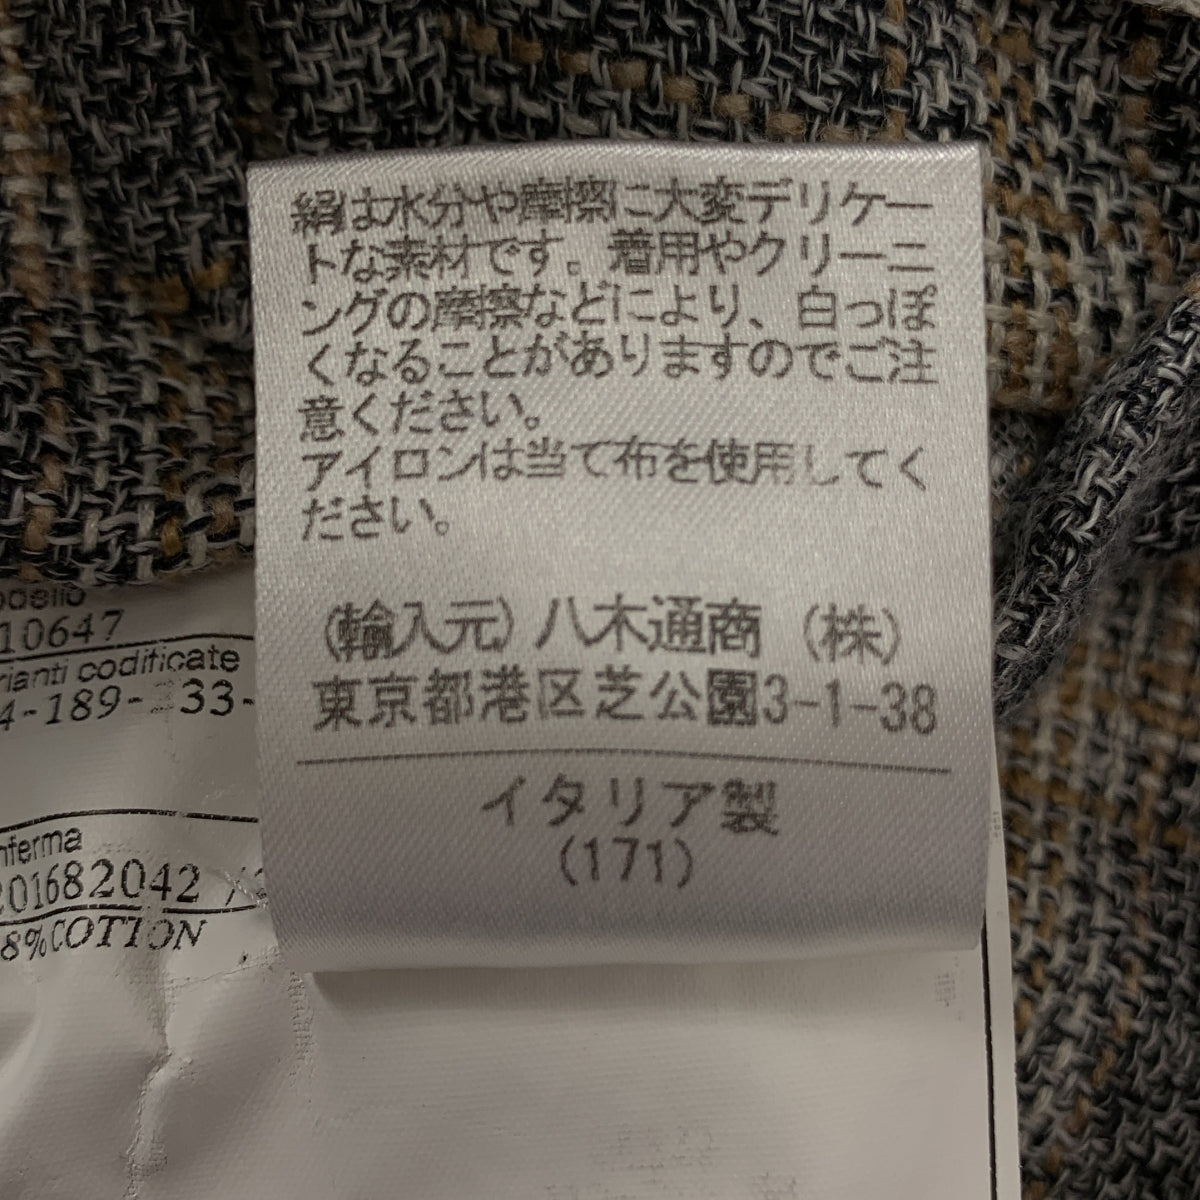 絹は水分や摩擦に大変デリケー
トな素材です。着用やクリーニ
ングの摩擦などにより、白っぽ
くなることがありますのでご注
意ください。
アイロンは当て布を使用してく
ださい。
(輸入元) 八木通商 (株)
東京都港区芝公園3-1-38
イタリア製
(171)
10647
rianti codificate
4-189- 33-
nferma
201682042
8%COTTON